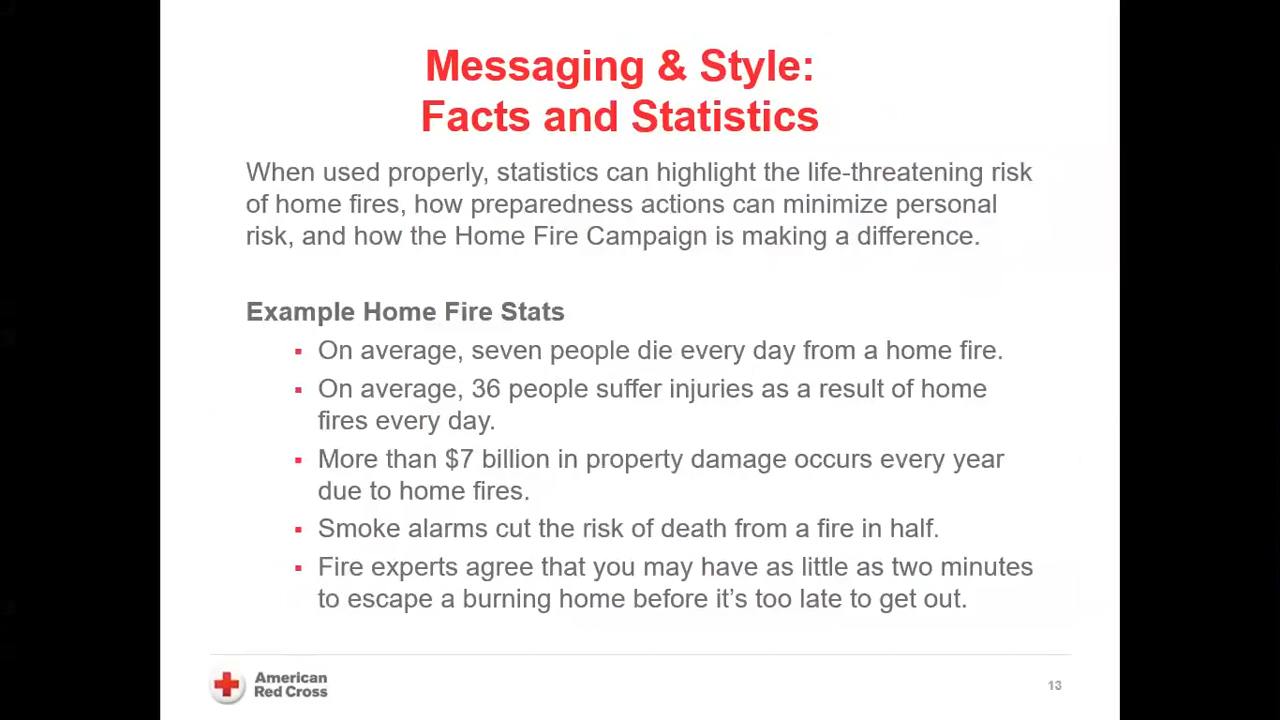 Messaging & Style:
Facts and Statistics
When used properly, statistics can highlight the life-threatening risk
of home fires, how preparedness actions can minimize personal
risk, and how the Home Fire Campaign is making a difference.
Example Home Fire Stats
▪ On average, seven people die every day from a home fire.
▪ On average, 36 people suffer injuries as a result of home
fires every day.
▪ More than $7 billion in property damage occurs every year
due to home fires.
▪ Smoke alarms cut the risk of death from a fire in half.
▪ Fire experts agree that you may have as little as two minutes
to escape a burning home before it’s too late to get out.
American
Red Cross
13